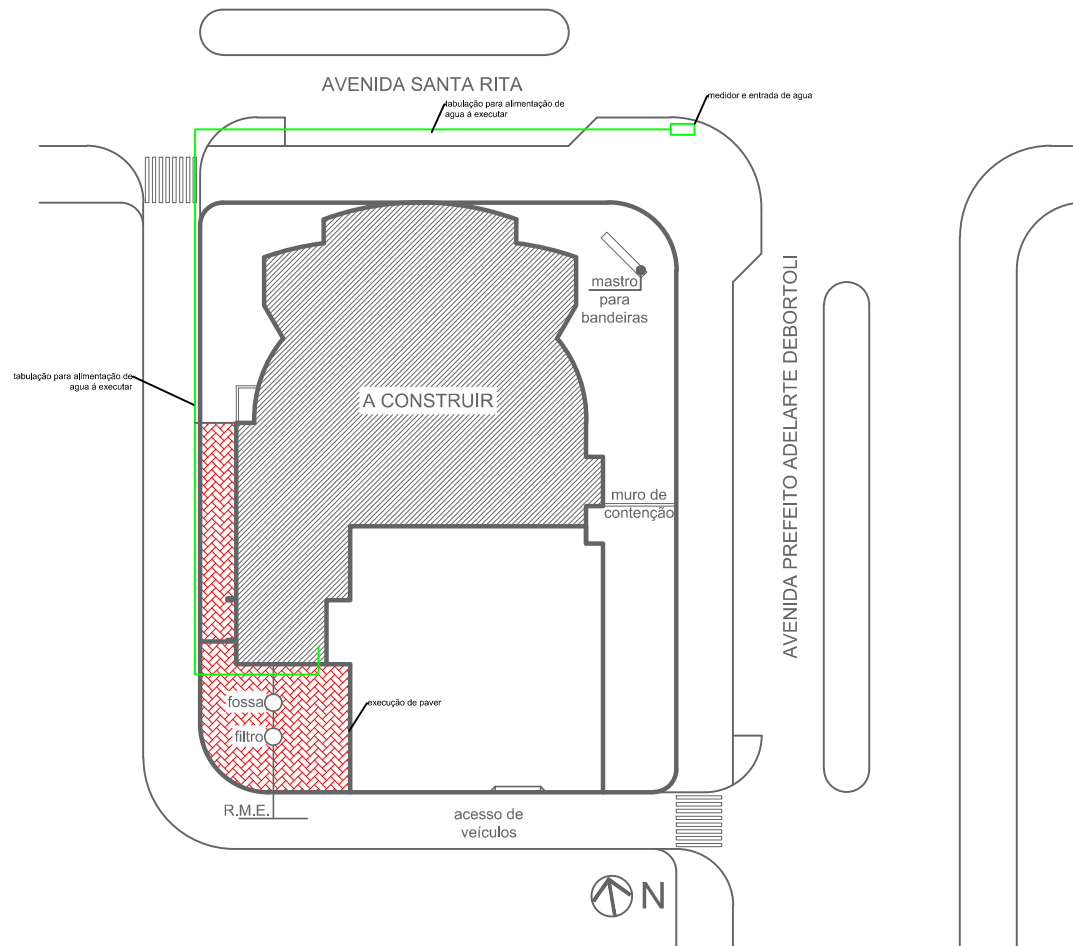 AVENIDA SANTA RITA
tabulação para alimentação de
agua á executar
medidor e entrada de agua
mastro
para
bandeiras
AVENIDA PREFEITO ADELARTE DEBORTOLI
tabulação para alimentação de
agua á executar
A CONSTRUIR
muro de
contenção
fossa
execução de paver
filtro
R.M.E.
acesso de
veículos
N